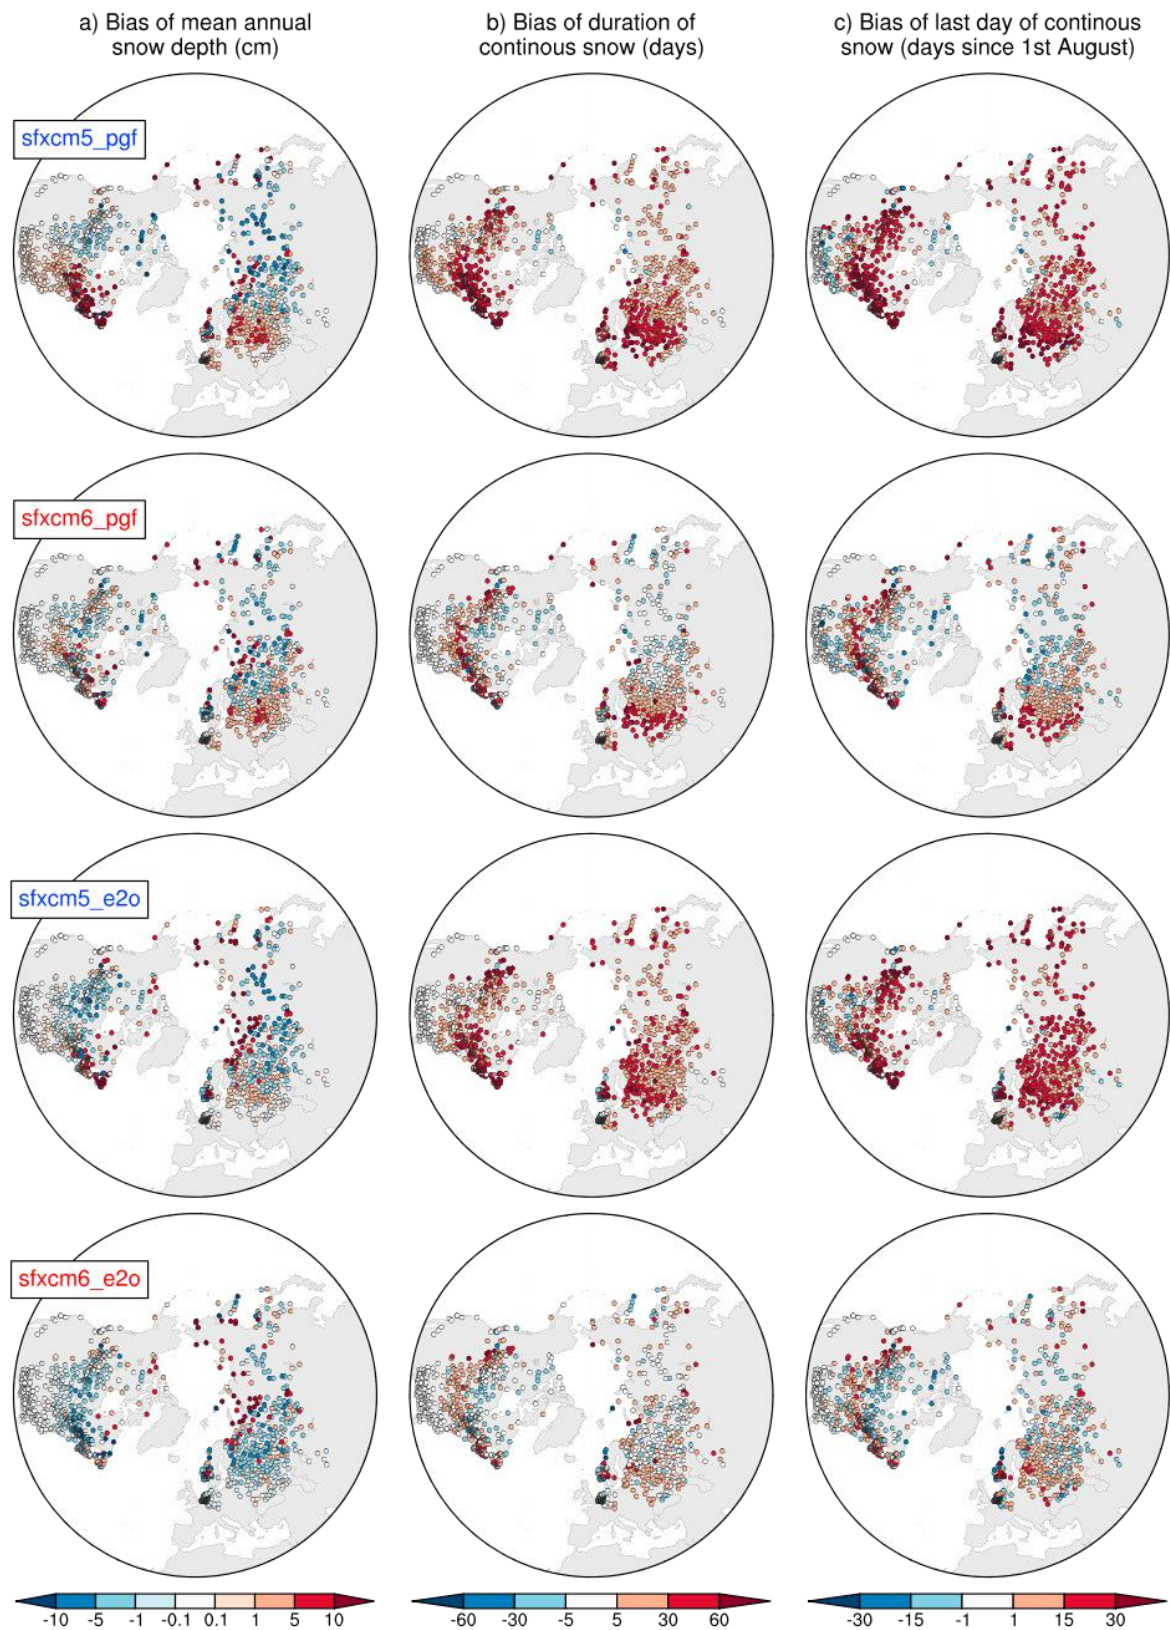 a) Bias of mean annual
snow depth (cm)
b) Bias of duration of
continous snow (days)
c) Bias of last day of continous
snow (days since 1st August)
sfxcm5_pgf
sfxcm6_pgf
sfxcm5_e2o
sfxcm6_e2o
-10 -5 -1 -0.1 0.1 1 5 10
-60 -30 -5 5 30 60
-30 -15 -1 1 15 30